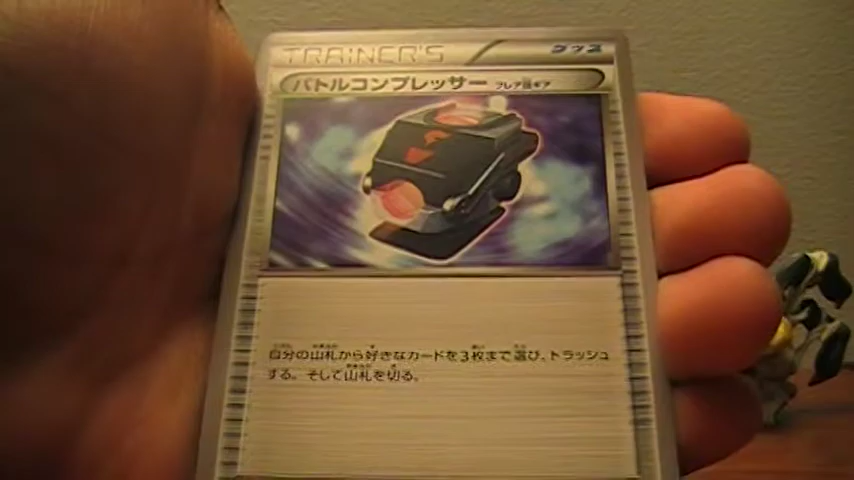 TRAINER'S グッズ
バトルコンプレッサー フレア団ギア
自分の山札から好きなカードを3枚まで選び、トラッシュ
する。そして山札を切る。